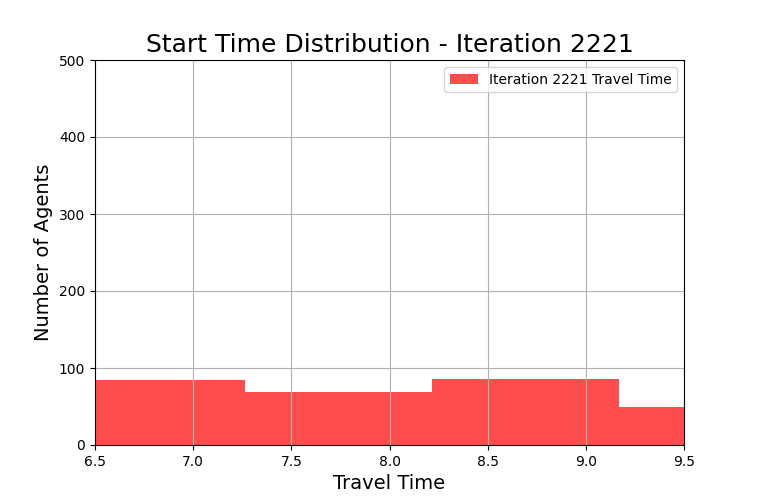 Start Time Distribution - Iteration 2221
Iteration 2221 Travel Time
Number of Agents
500
400
300
200
100
0
6.5 7.0 7.5 8.0 8.5 9.0 9.5
Travel Time